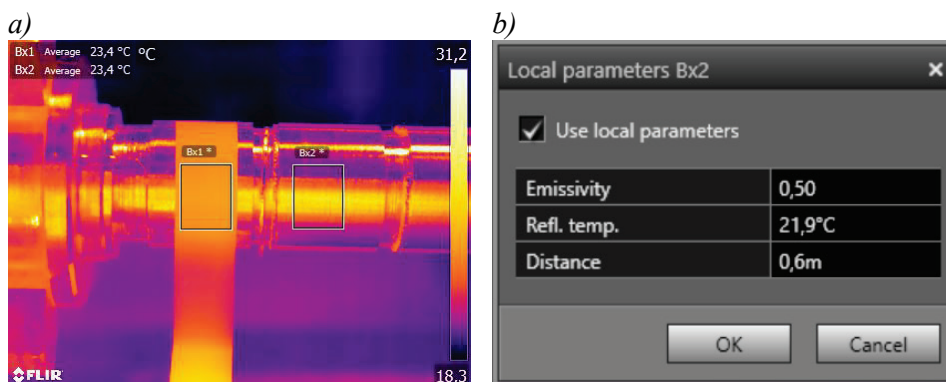 a)
Bx1 Average 23,4 °C °C
Bx2 Average 23,4 °C
31,2
Bx1 *
Bx2 *
FLIR
18,3
b)
Local parameters Bx2
Use local parameters
Emissivity 0,50
Refl. temp. 21,9°C
Distance 0,6m
OK Cancel